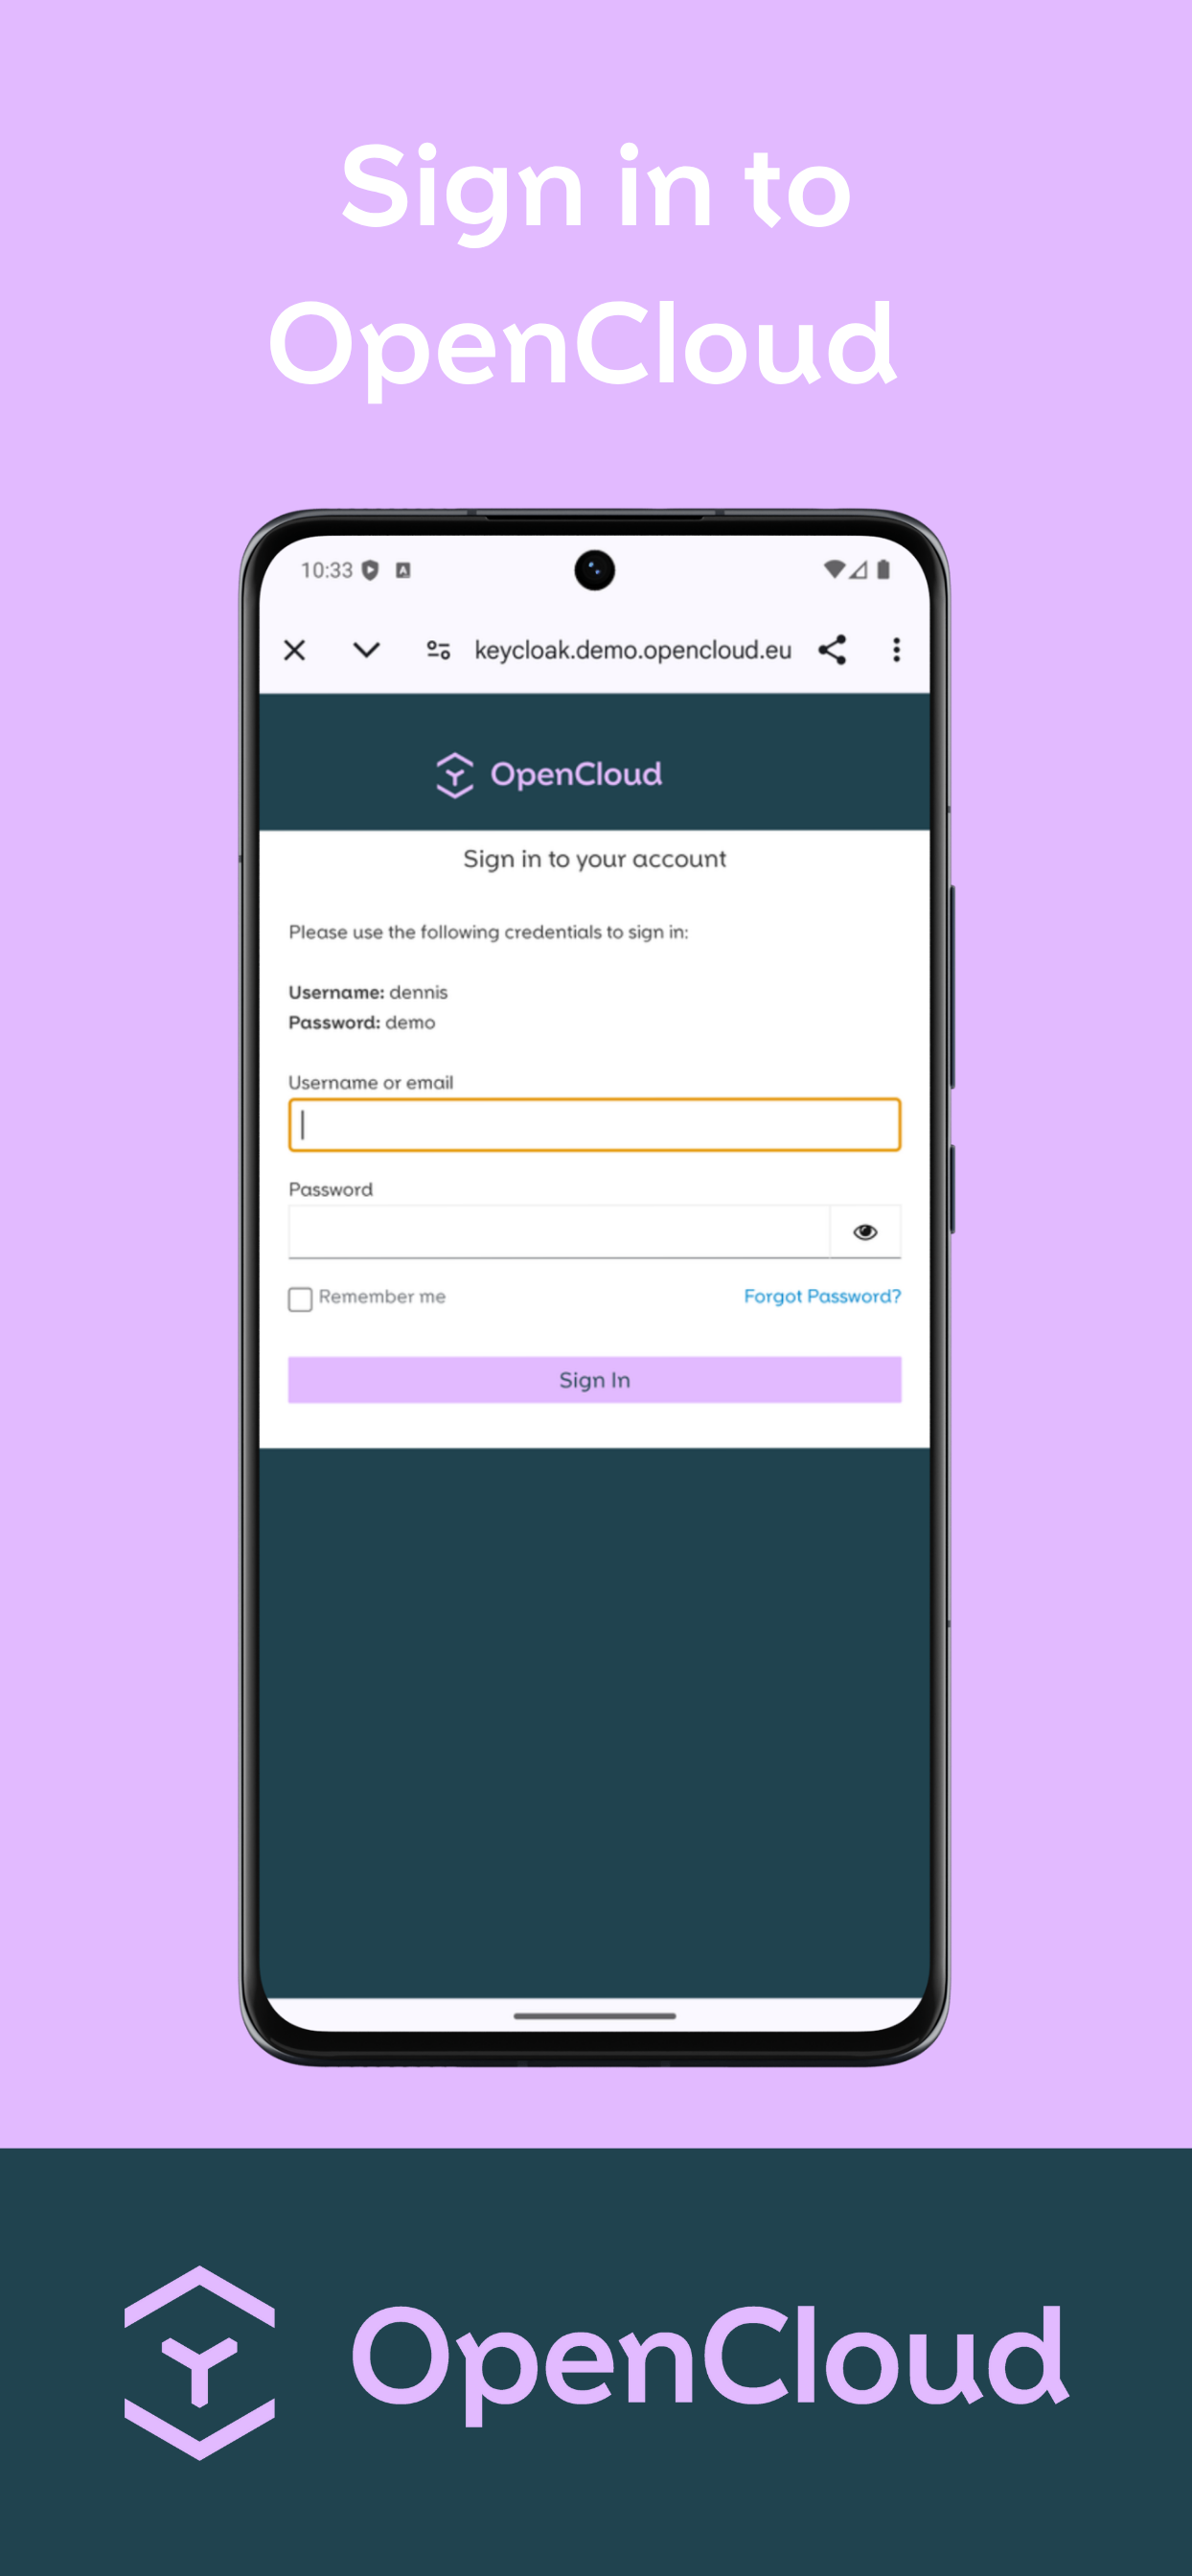 Sign in to
OpenCloud
10:33
keycloak.demo.opencloud.eu
OpenCloud
Sign in to your account
Please use the following credentials to sign in:
Username: dennis
Password: demo
Username or email
Password
Remember me
Forgot Password?
Sign In
OpenCloud